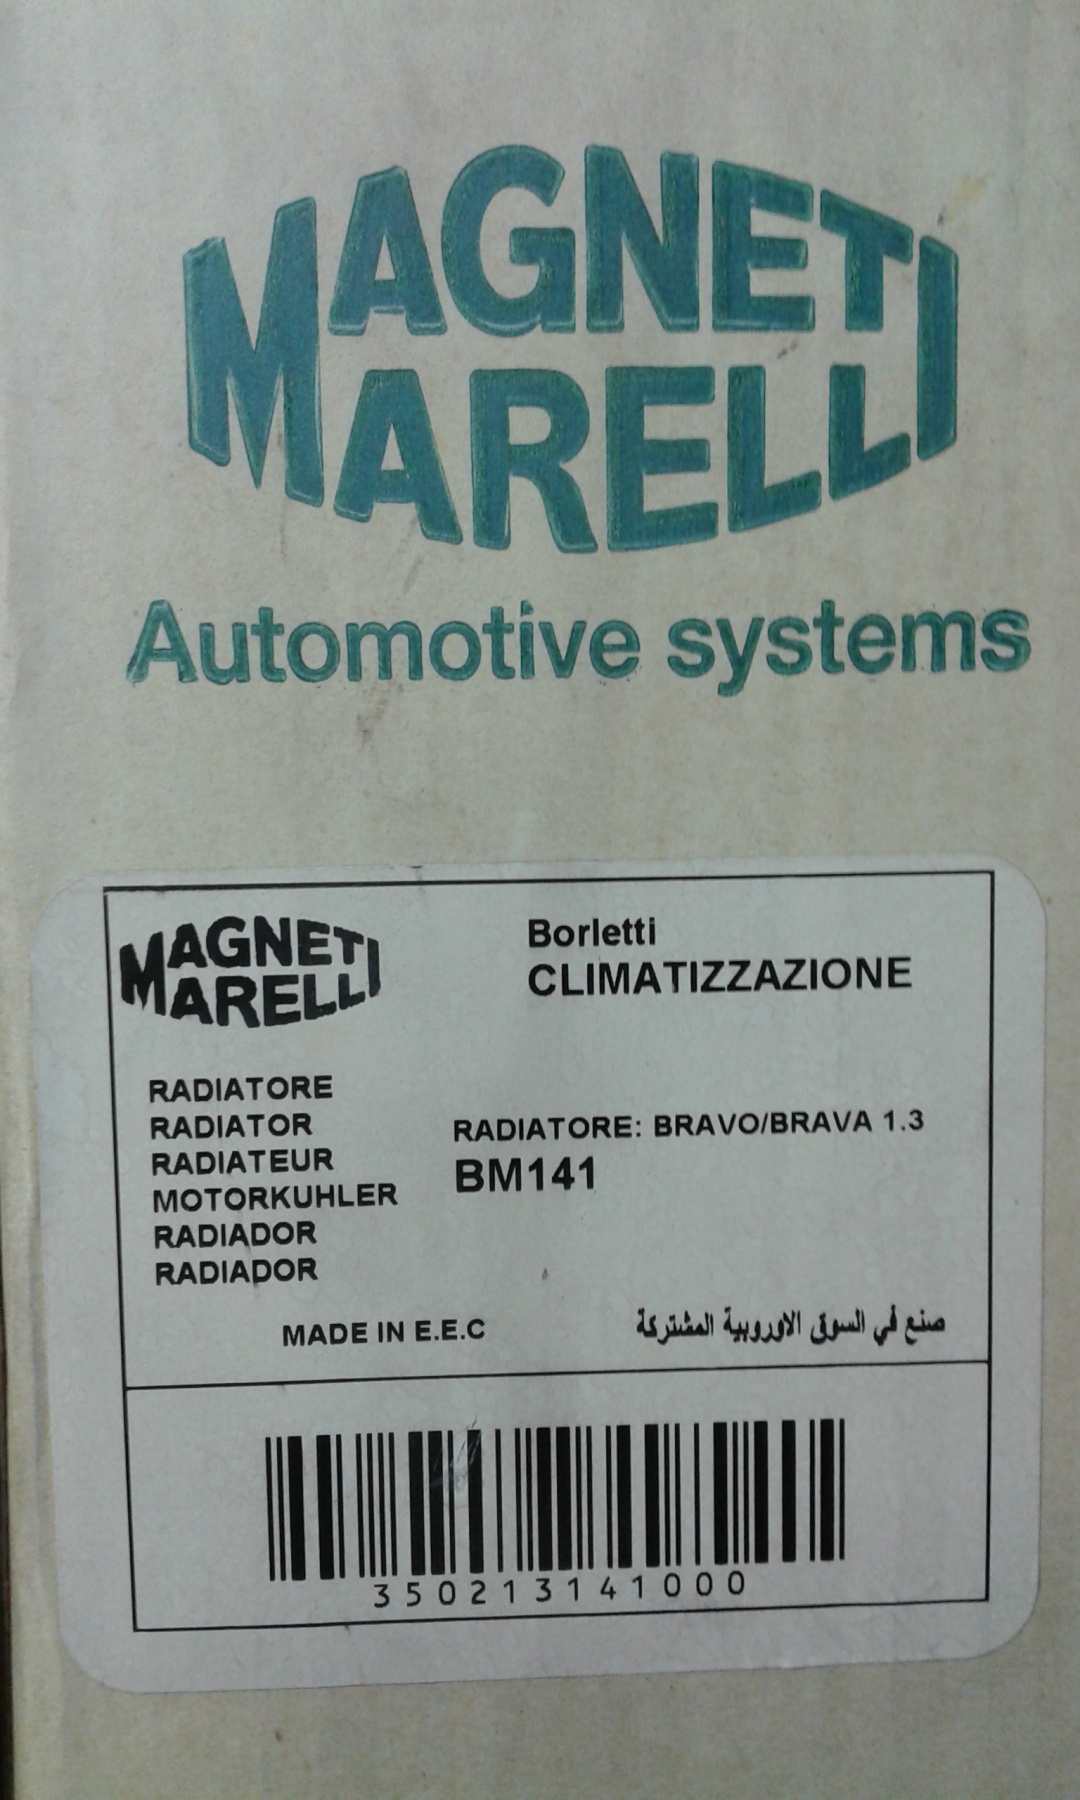 MAGNETI
MARELLI
Automotive systems
MAGNETI
MARELLI
Borletti
CLIMATIZZAZIONE
RADIATORE
RADIATOR
RADIATEUR
MOTORKUHLER
RADIADOR
RADIADOR
RADIATORE: BRAVO/BRAVA 1.3
BM141
MADE IN E.E.C
صنع في السوق الاوروبية المشتركة
350213141000